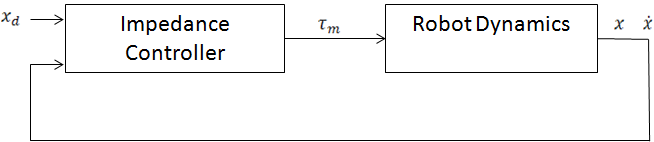 x_d
Impedance
Controller
τ_m
Robot Dynamics
x ẋ